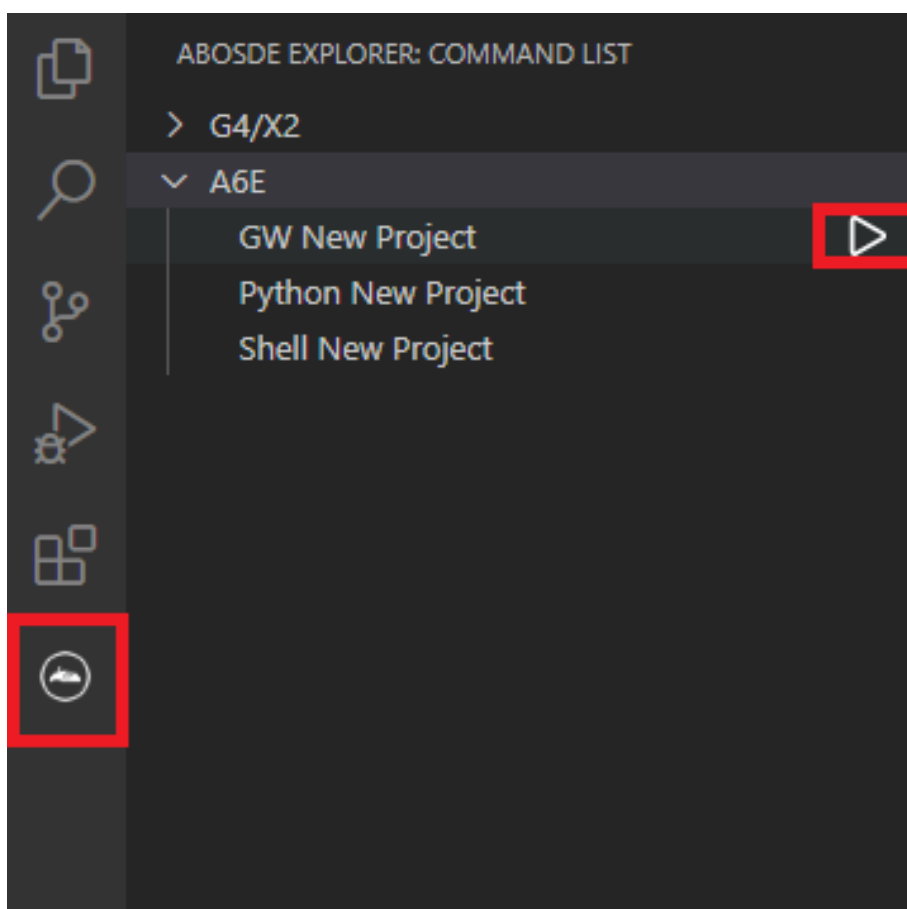 ABOSDE EXPLORER: COMMAND LIST
G4/X2
A6E
GW New Project
Python New Project
Shell New Project